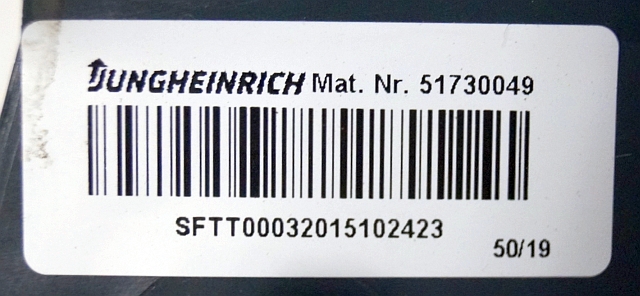 JUNGHEINRICH Mat. Nr. 51730049
SFTT00032015102423
50/19